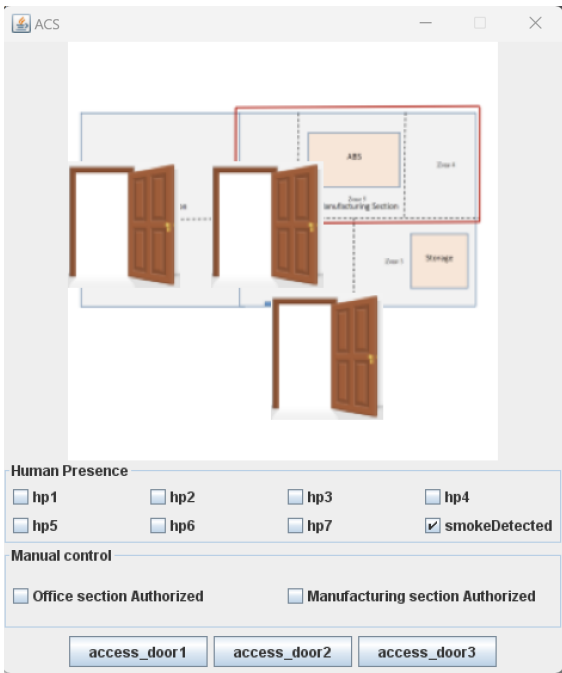 ACS
ABS
Zone 4
Manufacturing Section
Zone 1
Storage
Human Presence
hp1
hp2
hp3
hp4
hp5
hp6
hp7
smokeDetected
Manual control
Office section Authorized
Manufacturing section Authorized
access_door1
access_door2
access_door3